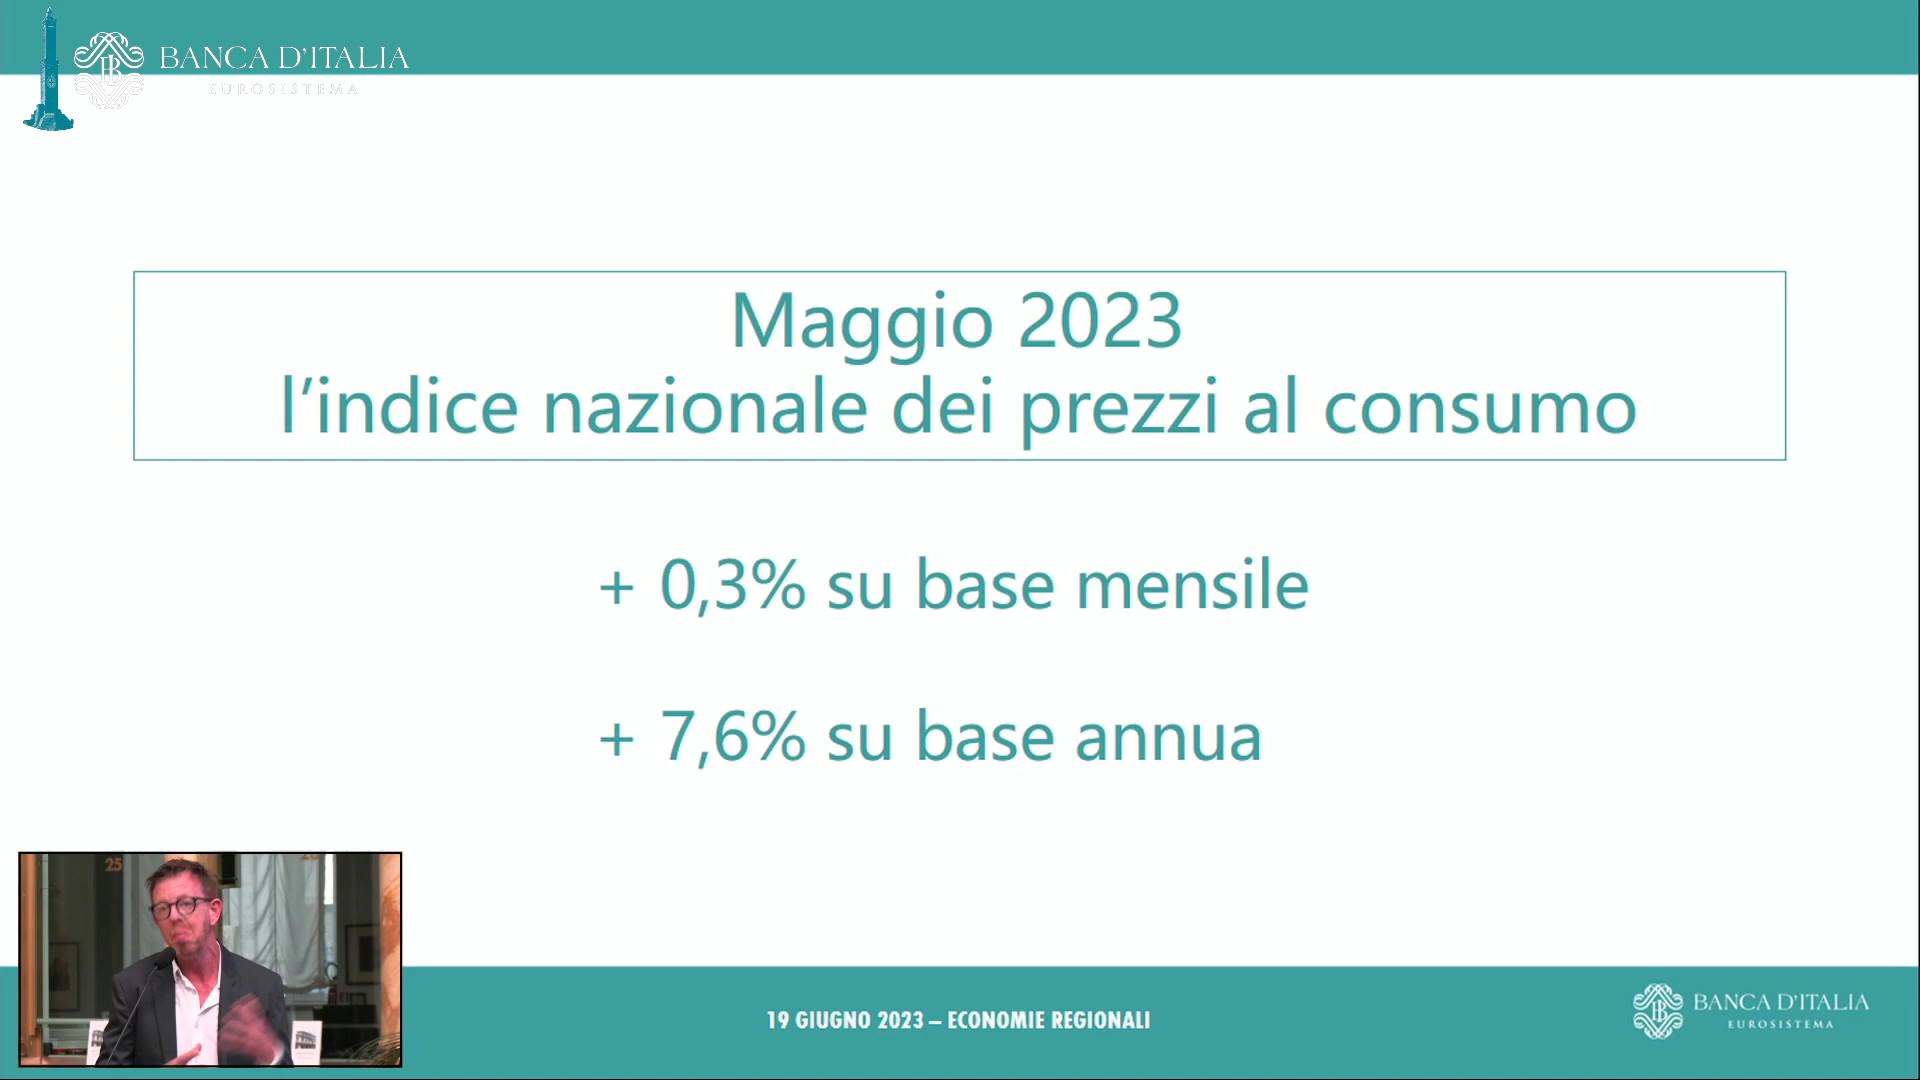 BANCA D'ITALIA
EUROSISTEMA
Maggio 2023
l'indice nazionale dei prezzi al consumo
+ 0,3% su base mensile
+ 7,6% su base annua
25
19 GIUGNO 2023 – ECONOMIE REGIONALI
BANCA D'ITALIA
EUROSISTEMA